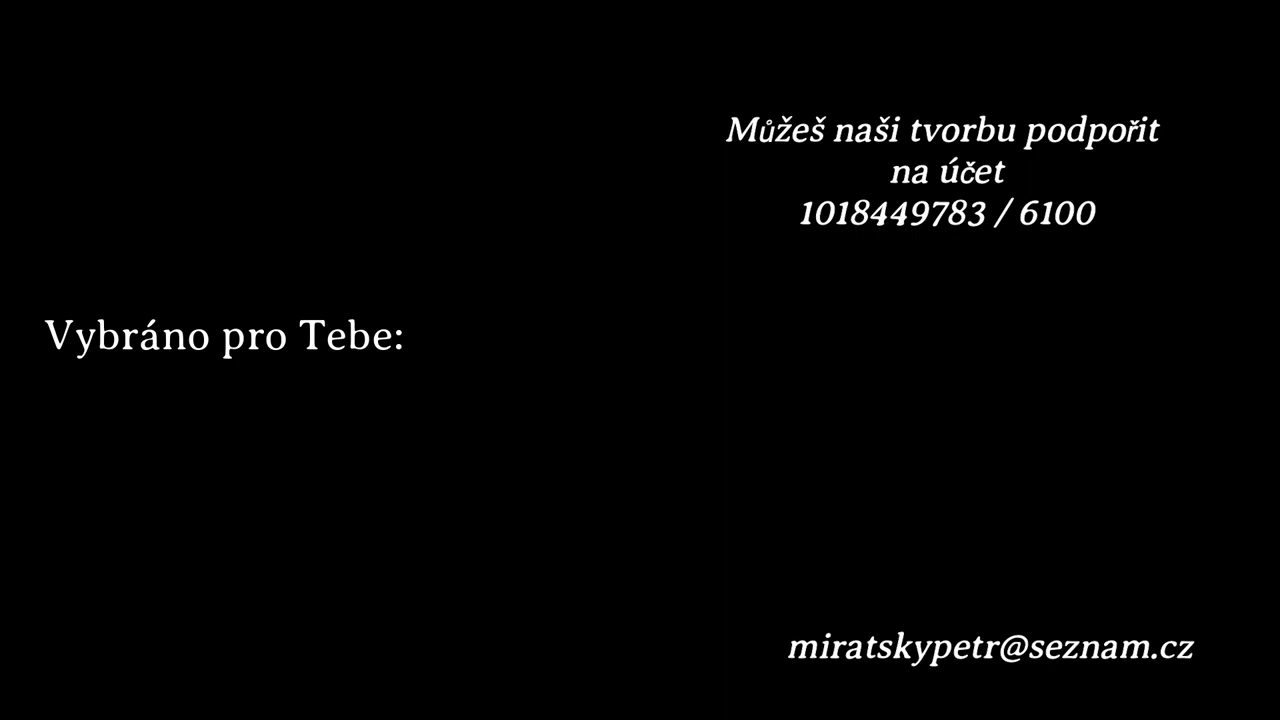 Můžeš naši tvorbu podpořit
na účet
1018449783 / 6100
Vybráno pro Tebe:
miratskypetr@seznam.cz